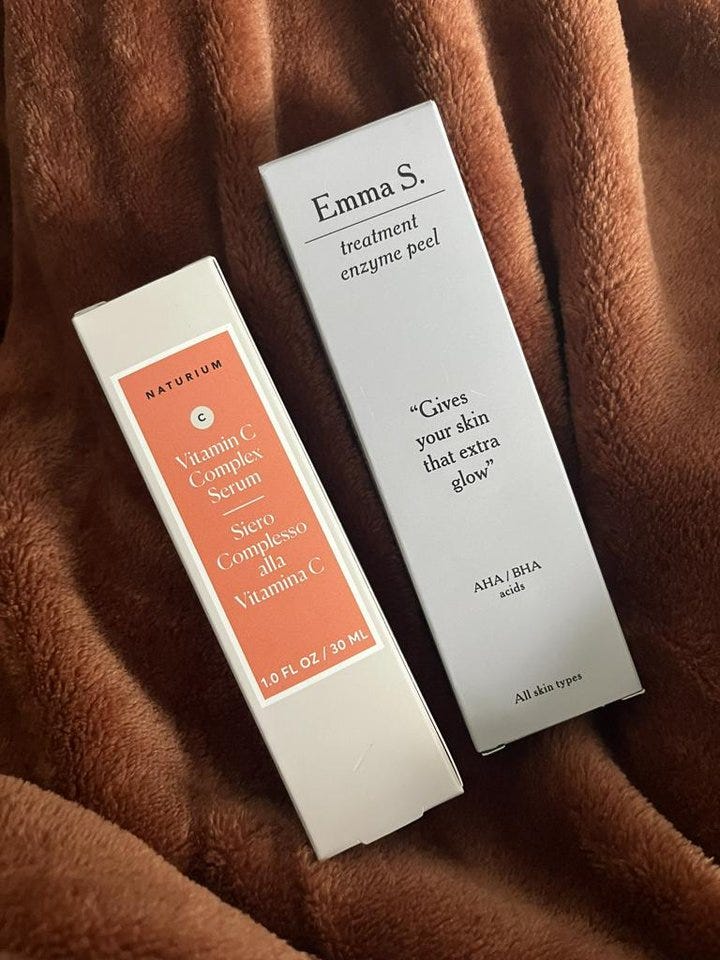 NATURIUM
C
Vitamin C
Complex
Serum
Siero
Complesso
alla
Vitamina C
1.0 FL OZ / 30 ML
Emma S.
treatment
enzyme peel
“Gives
your skin
that extra
glow”
AHA / BHA
acids
All skin types